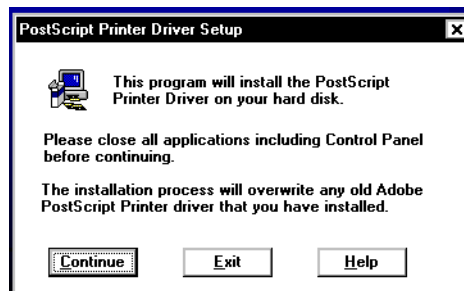 PostScript Printer Driver Setup
This program will install the PostScript
Printer Driver on your hard disk.
Please close all applications including Control Panel
before continuing.
The installation process will overwrite any old Adobe
PostScript Printer driver that you have installed.
Continue Exit Help